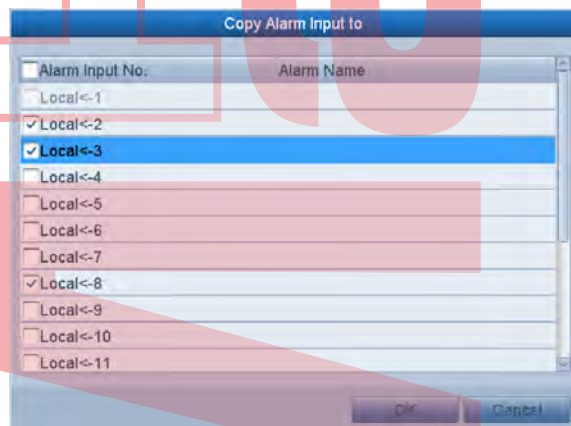 Copy Alarm Input to
Alarm Input No. Alarm Name
Local<-1
Local<-2
Local<-3
Local<-4
Local<-5
Local<-6
Local<-7
Local<-8
Local<-9
Local<-10
Local<-11
OK Cancel